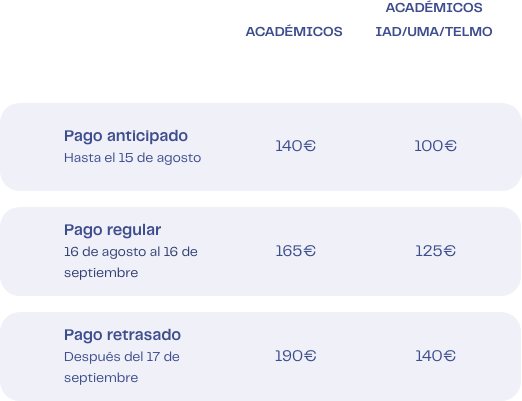 ACADÉMICOS
ACADÉMICOS IAD/UMA/TELMO
Pago anticipado
Hasta el 15 de agosto
140€
100€
Pago regular
16 de agosto al 16 de
septiembre
165€
125€
Pago retrasado
Después del 17 de
septiembre
190€
140€